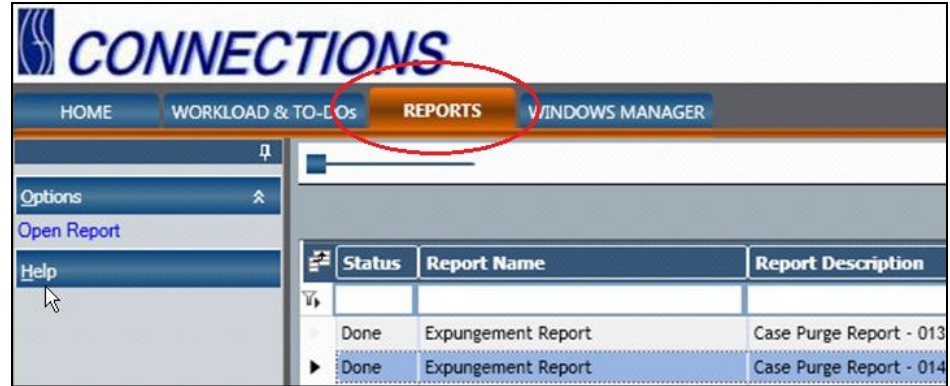 CONNECTIONS
HOME WORKLOAD & TO-DOs REPORTS WINDOWS MANAGER
Options
Open Report
Help
Status Report Name Report Description
Done Expungement Report Case Purge Report - 013
Done Expungement Report Case Purge Report - 014